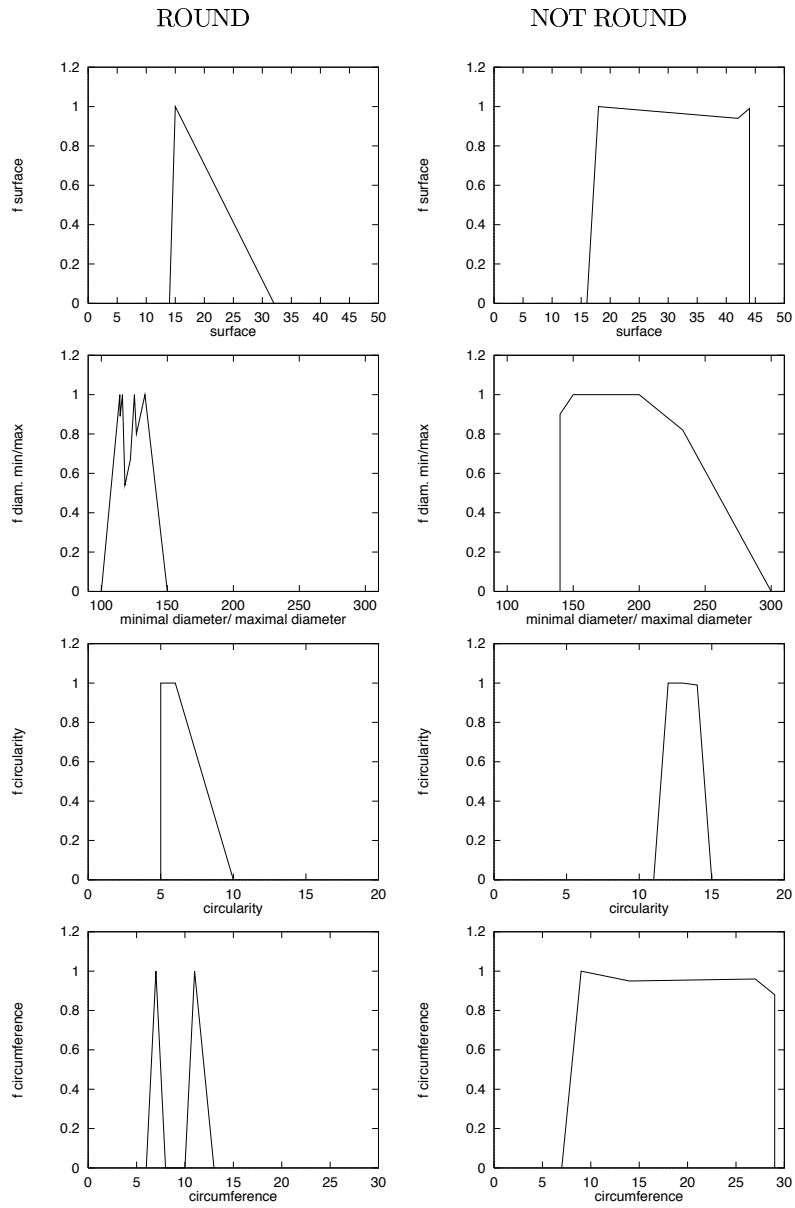 ROUND
NOT ROUND
1.2
1
0.8
0.6
0.4
0.2
0
f surface
0 5 10 15 20 25 30 35 40 45 50
surface
1.2
1
0.8
0.6
0.4
0.2
0
f surface
0 5 10 15 20 25 30 35 40 45 50
surface
1.2
1
0.8
0.6
0.4
0.2
0
f diam. min/max
100 150 200 250 300
minimal diameter/ maximal diameter
1.2
1
0.8
0.6
0.4
0.2
0
f diam. min/max
100 150 200 250 300
minimal diameter/ maximal diameter
1.2
1
0.8
0.6
0.4
0.2
0
f circularity
0 5 10 15 20
circularity
1.2
1
0.8
0.6
0.4
0.2
0
f circularity
0 5 10 15 20
circularity
1.2
1
0.8
0.6
0.4
0.2
0
f circumference
0 5 10 15 20 25 30
circumference
1.2
1
0.8
0.6
0.4
0.2
0
f circumference
0 5 10 15 20 25 30
circumference